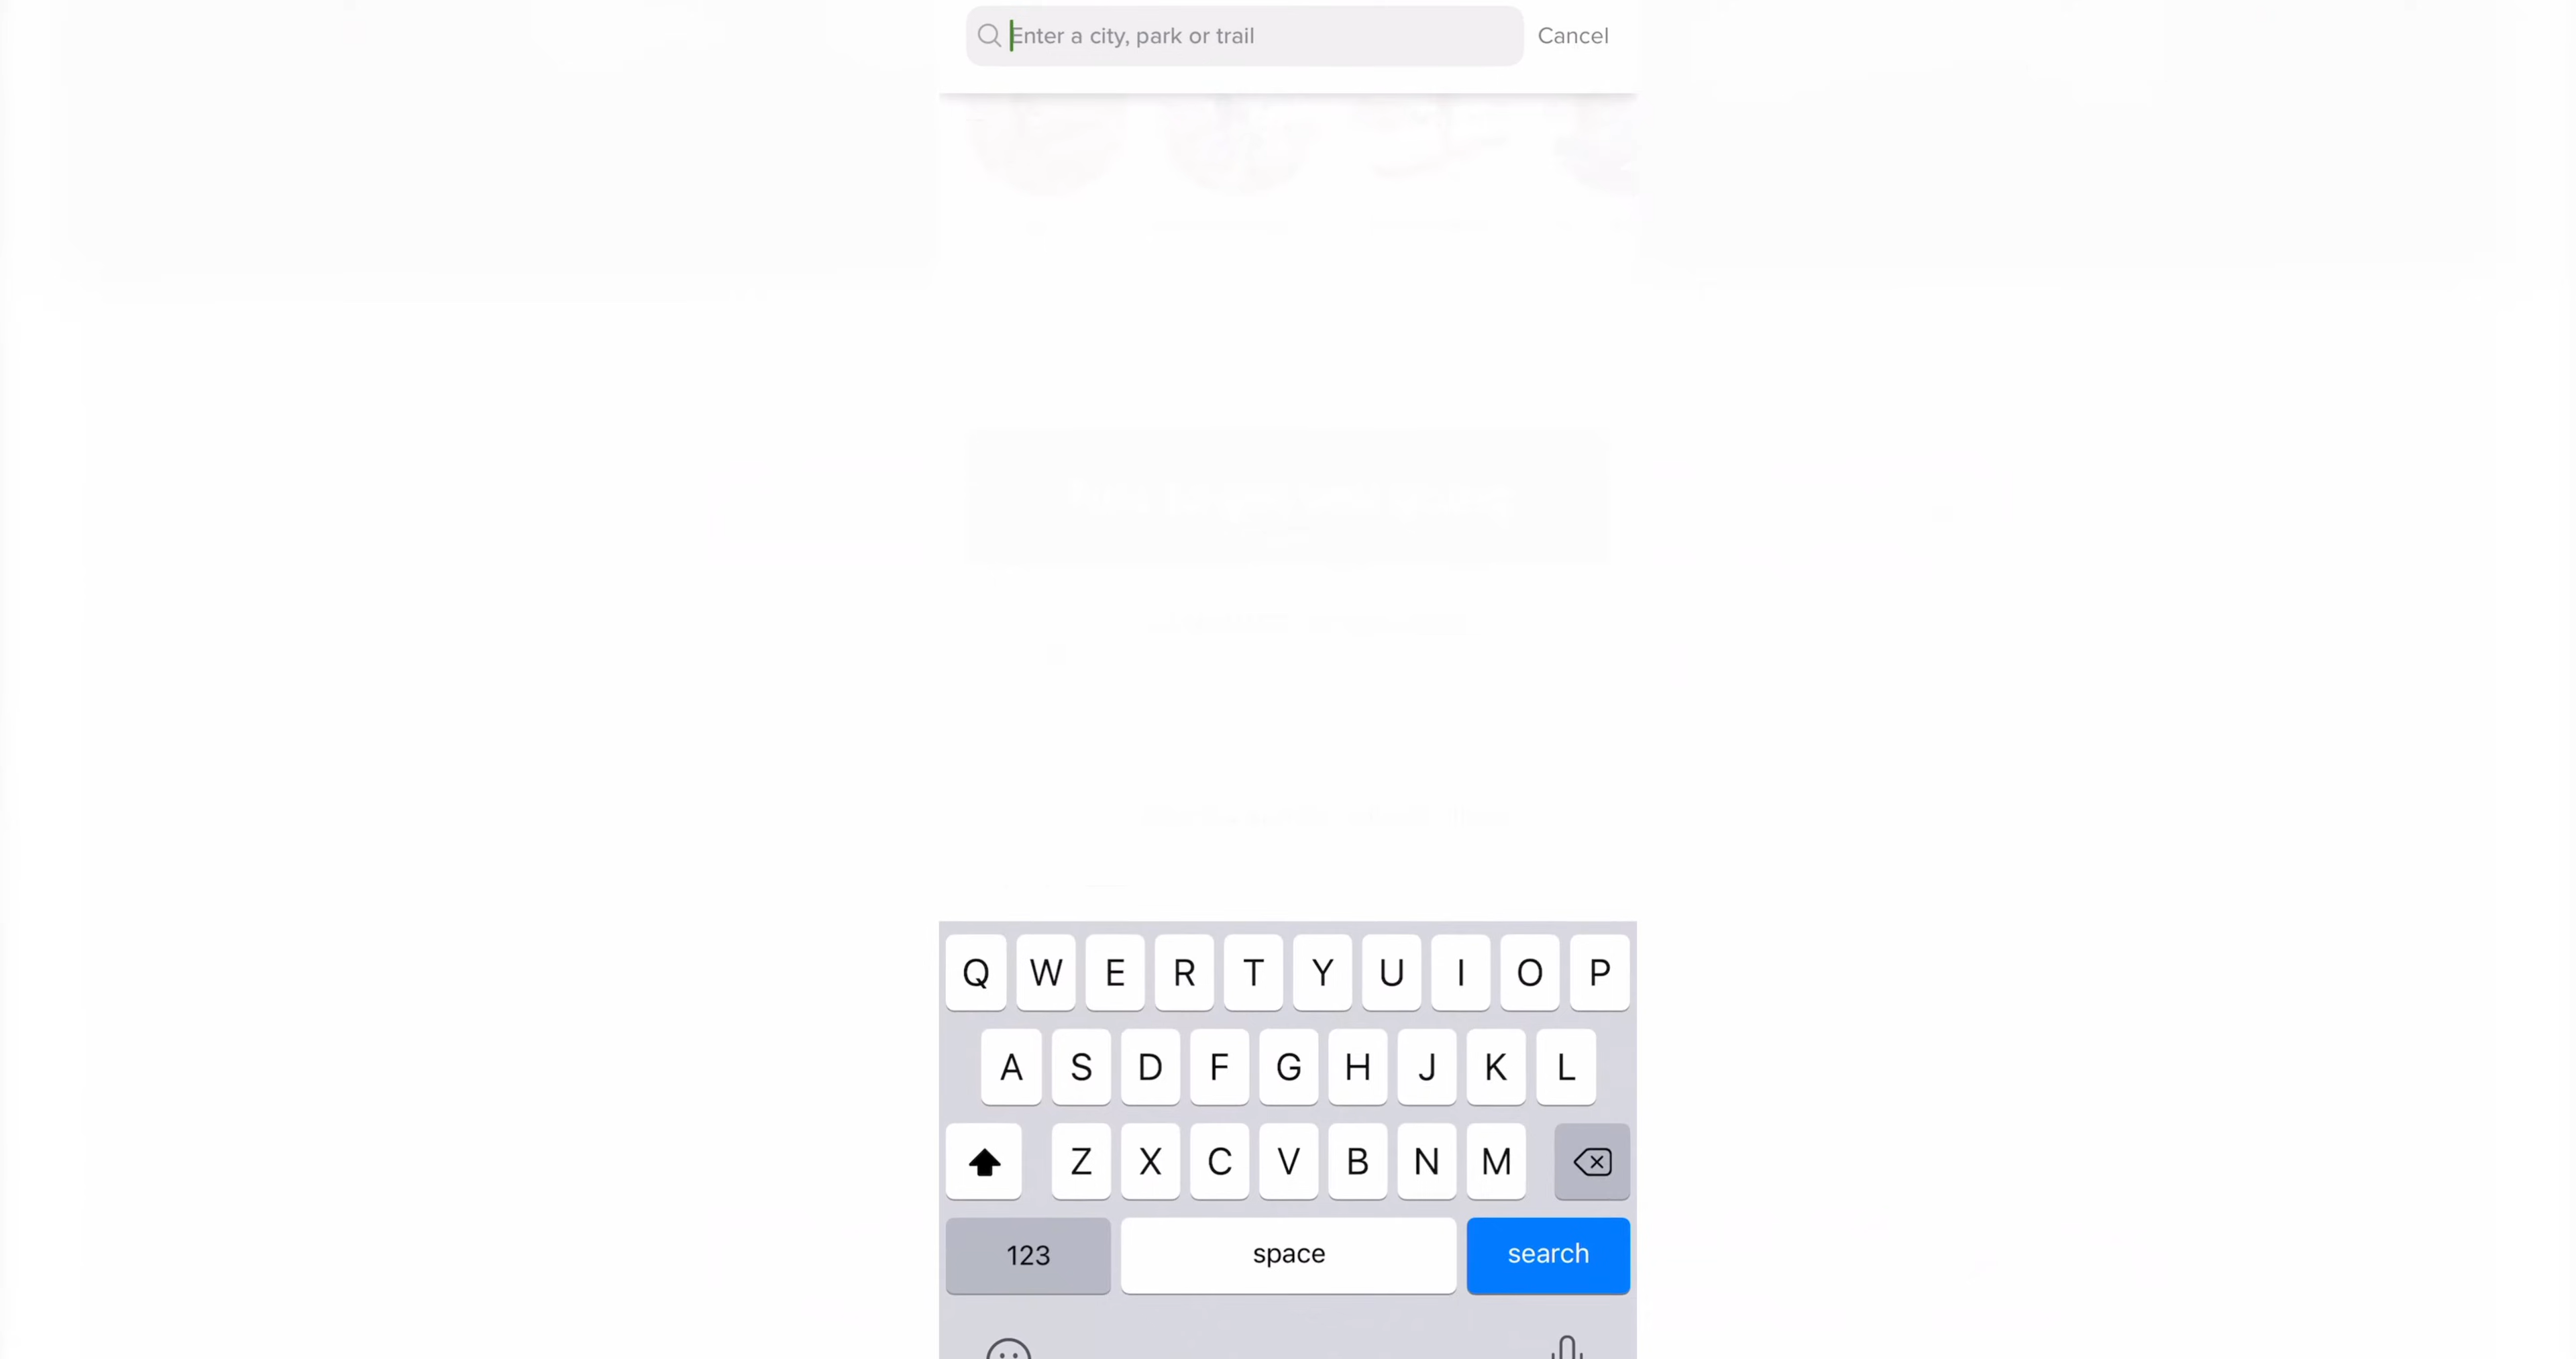 Enter a city, park or trail Cancel
Q W E R T Y U I O P
A S D F G H J K L
Z X C V B N M
123 space search